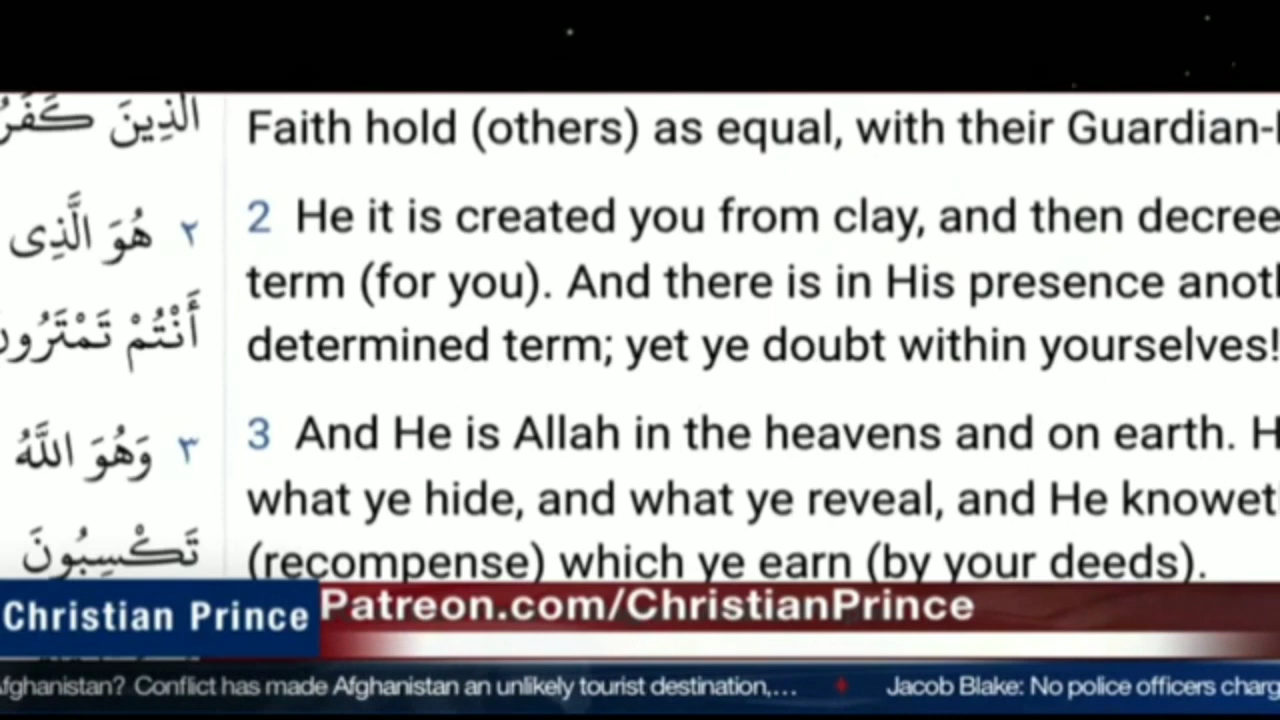 الَّذِينَ
Faith hold (others) as equal, with their Guardian-
٢ هُوَ الَّذِى
2 He it is created you from clay, and then decree
term (for you). And there is in His presence anoth
أَنْتُمْ تَمْتَرُونَ
determined term; yet ye doubt within yourselves!
٣ وَهُوَ اللَّهُ
3 And He is Allah in the heavens and on earth. H
what ye hide, and what ye reveal, and He knoweth
تَكْسِبُونَ
(recompense) which ye earn (by your deeds).
Christian Prince
Patreon.com/ChristianPrince
fghanistan? Conflict has made Afghanistan an unlikely tourist destination,... Jacob Blake: No police officers charg